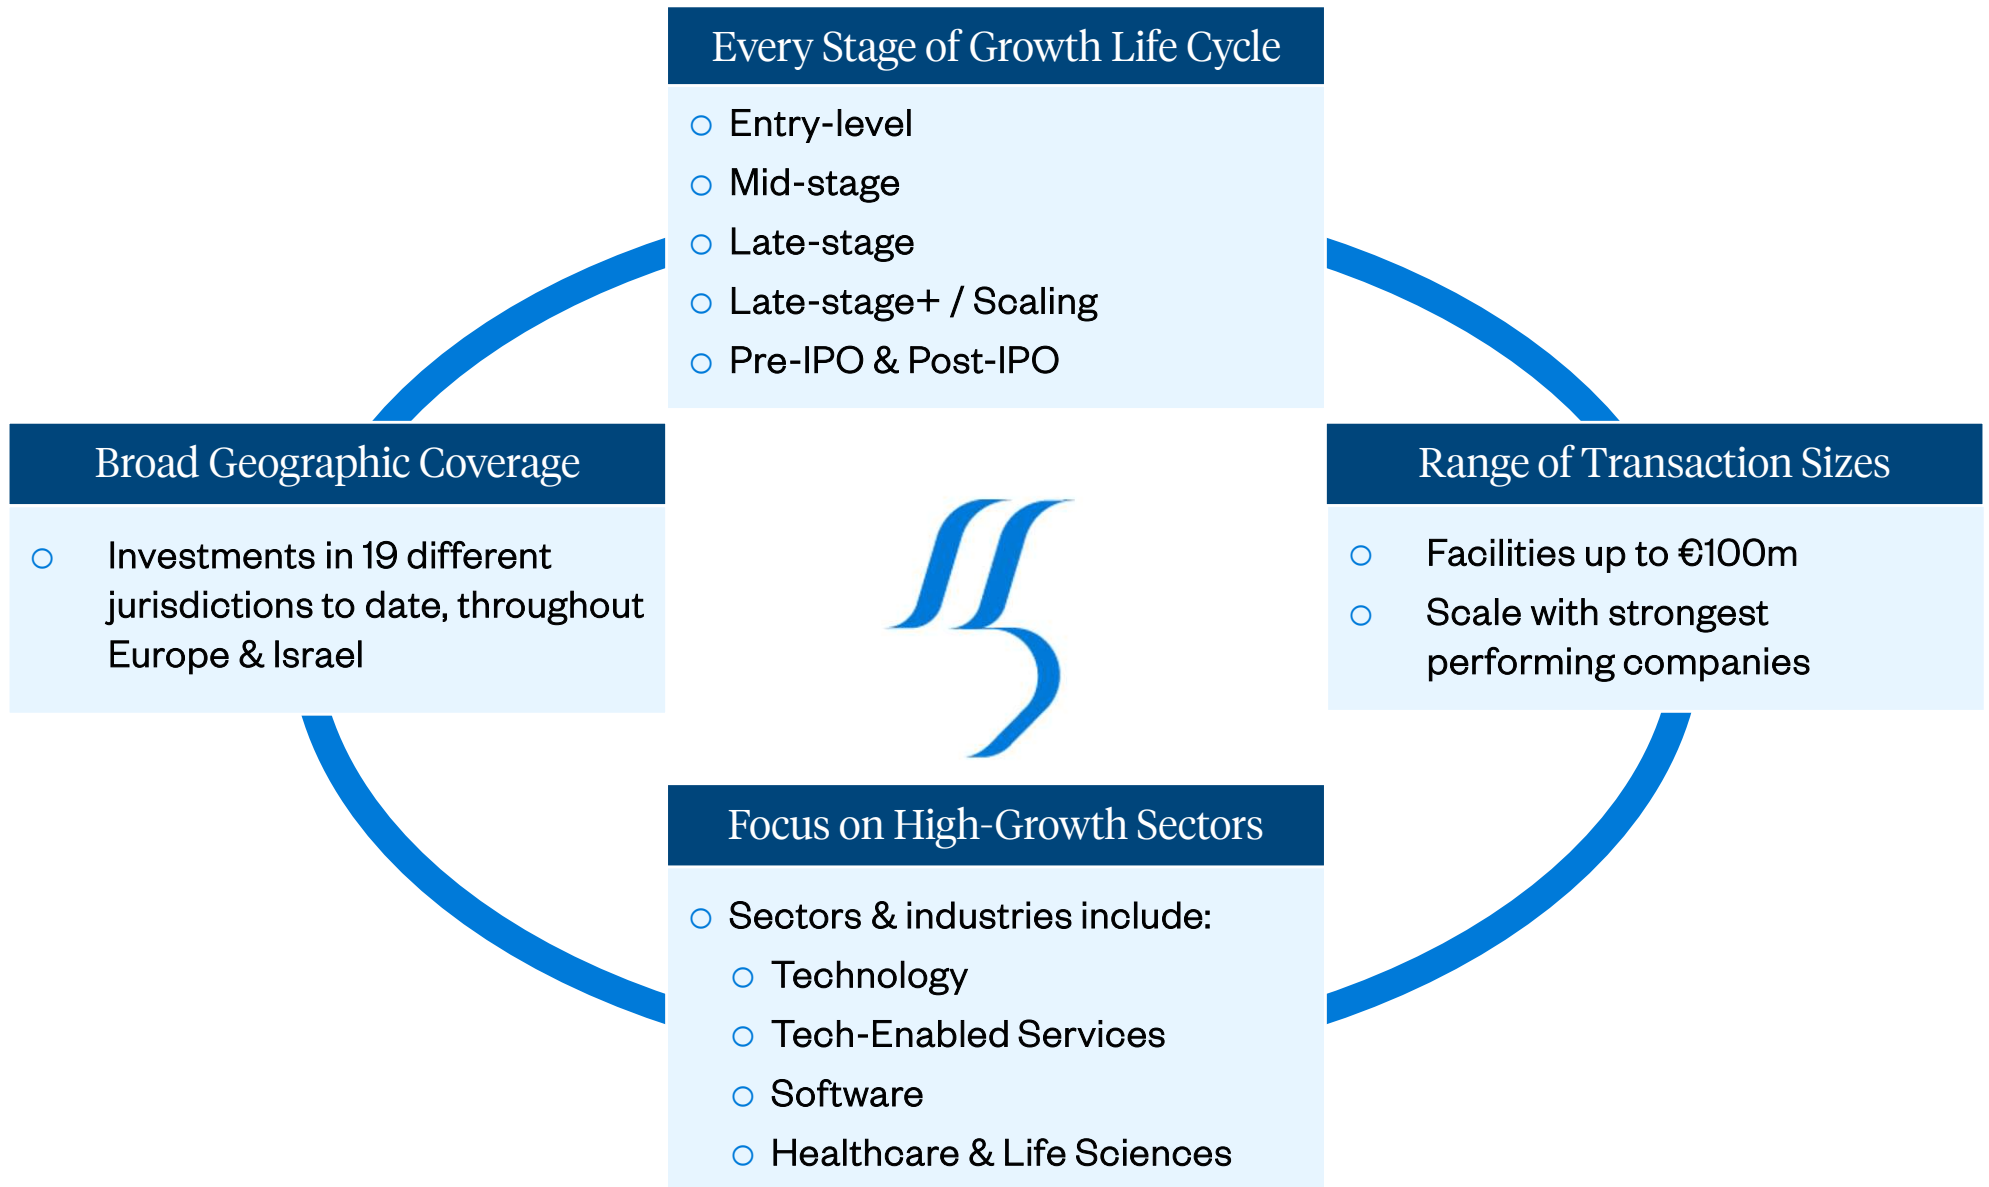 Every Stage of Growth Life Cycle
Entry-level
Mid-stage
Late-stage
Late-stage+ / Scaling
Pre-IPO & Post-IPO
Broad Geographic Coverage
Investments in 19 different
jurisdictions to date, throughout
Europe & Israel
Range of Transaction Sizes
Facilities up to €100m
Scale with strongest
performing companies
Focus on High-Growth Sectors
Sectors & industries include:
Technology
Tech-Enabled Services
Software
Healthcare & Life Sciences